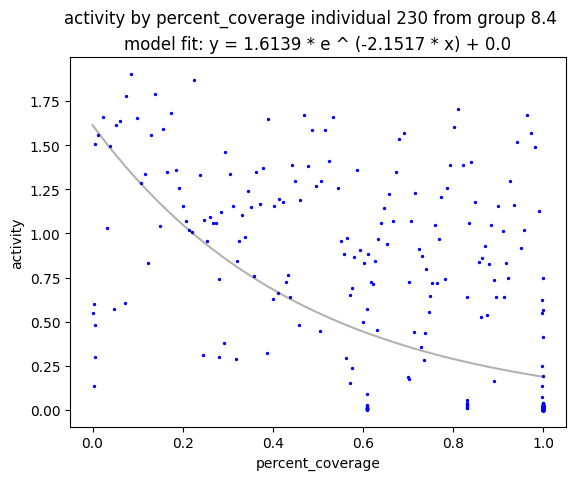 activity by percent_coverage individual 230 from group 8.4
model fit: y = 1.6139 * e ^ (-2.1517 * x) + 0.0
1.75
1.50
1.25
1.00
0.75
0.50
0.25
0.00
activity
0.0 0.2 0.4 0.6 0.8 1.0
percent_coverage